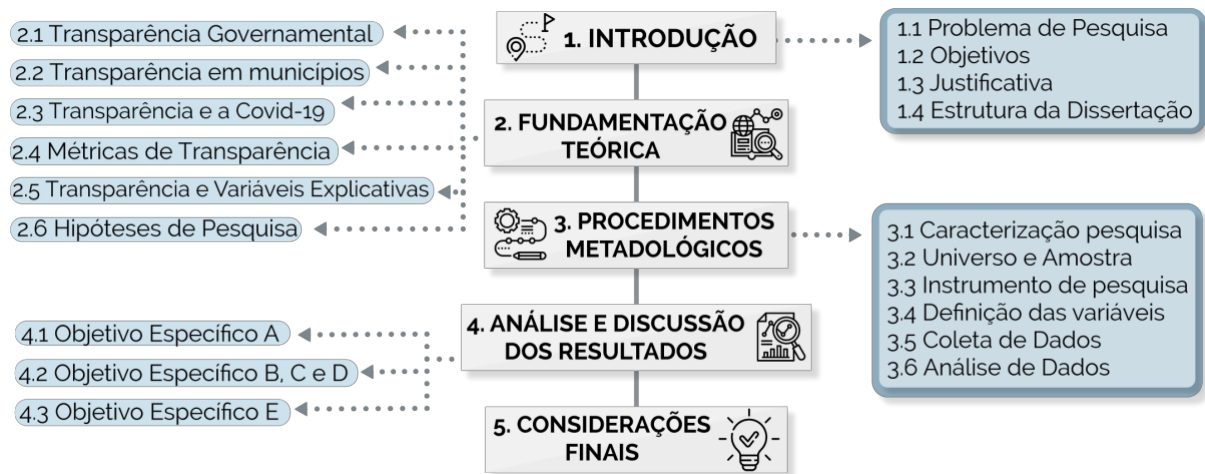 1. INTRODUÇÃO
1.1 Problema de Pesquisa
1.2 Objetivos
1.3 Justificativa
1.4 Estrutura da Dissertação
2. FUNDAMENTAÇÃO
TEÓRICA
2.1 Transparência Governamental
2.2 Transparência em municípios
2.3 Transparência e a Covid-19
2.4 Métricas de Transparência
2.5 Transparência e Variáveis Explicativas
2.6 Hipóteses de Pesquisa
3. PROCEDIMENTOS
METADOLÓGICOS
3.1 Caracterização pesquisa
3.2 Universo e Amostra
3.3 Instrumento de pesquisa
3.4 Definição das variáveis
3.5 Coleta de Dados
3.6 Análise de Dados
4. ANÁLISE E DISCUSSÃO
DOS RESULTADOS
4.1 Objetivo Específico A
4.2 Objetivo Específico B, C e D
4.3 Objetivo Específico E
5. CONSIDERAÇÕES
FINAIS